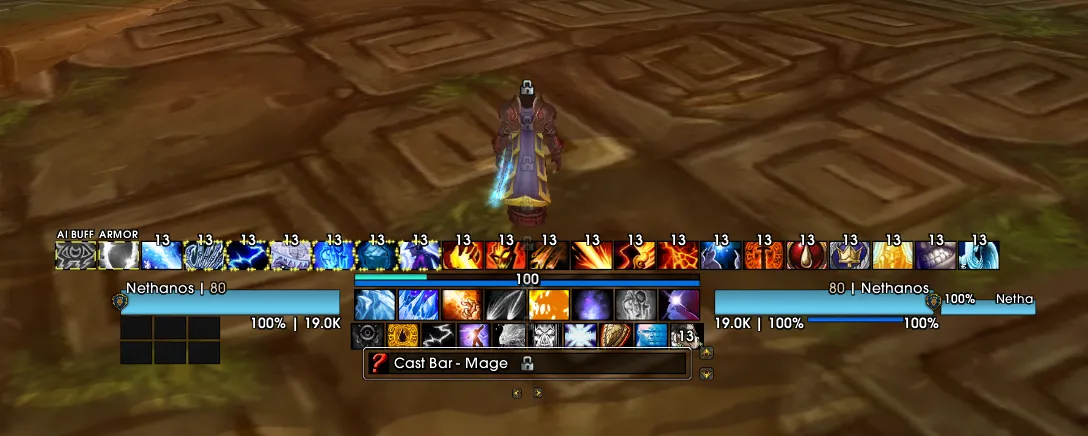 AI BUFF ARMOR
13 13 13 13 13 13 13 13 13 13 13 13 13 13 13 13 13 13 13 13
100
Nethanos | 80
80 | Nethanos
100% Netha
100% | 19.0K
19.0K | 100%
100%
13
Cast Bar - Mage